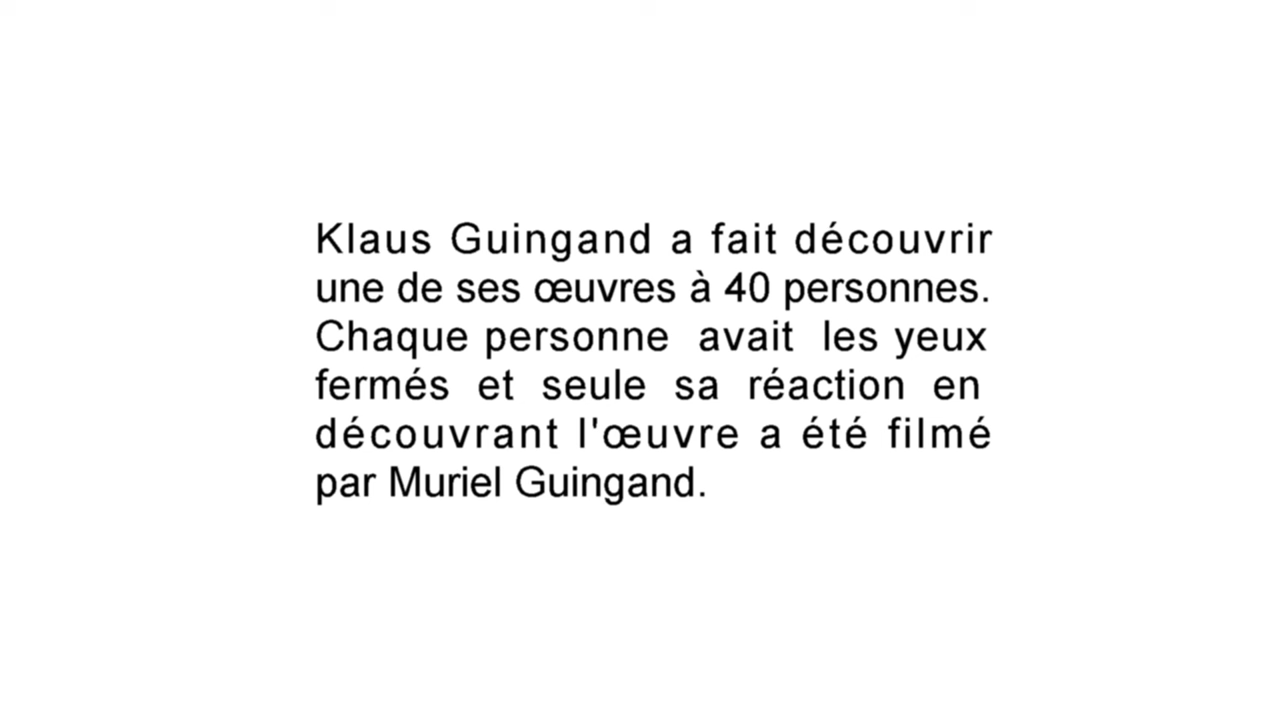 Klaus Guingand a fait découvrir
une de ses œuvres à 40 personnes.
Chaque personne avait les yeux
fermés et seule sa réaction en
découvrant l'œuvre a été filmé
par Muriel Guingand.